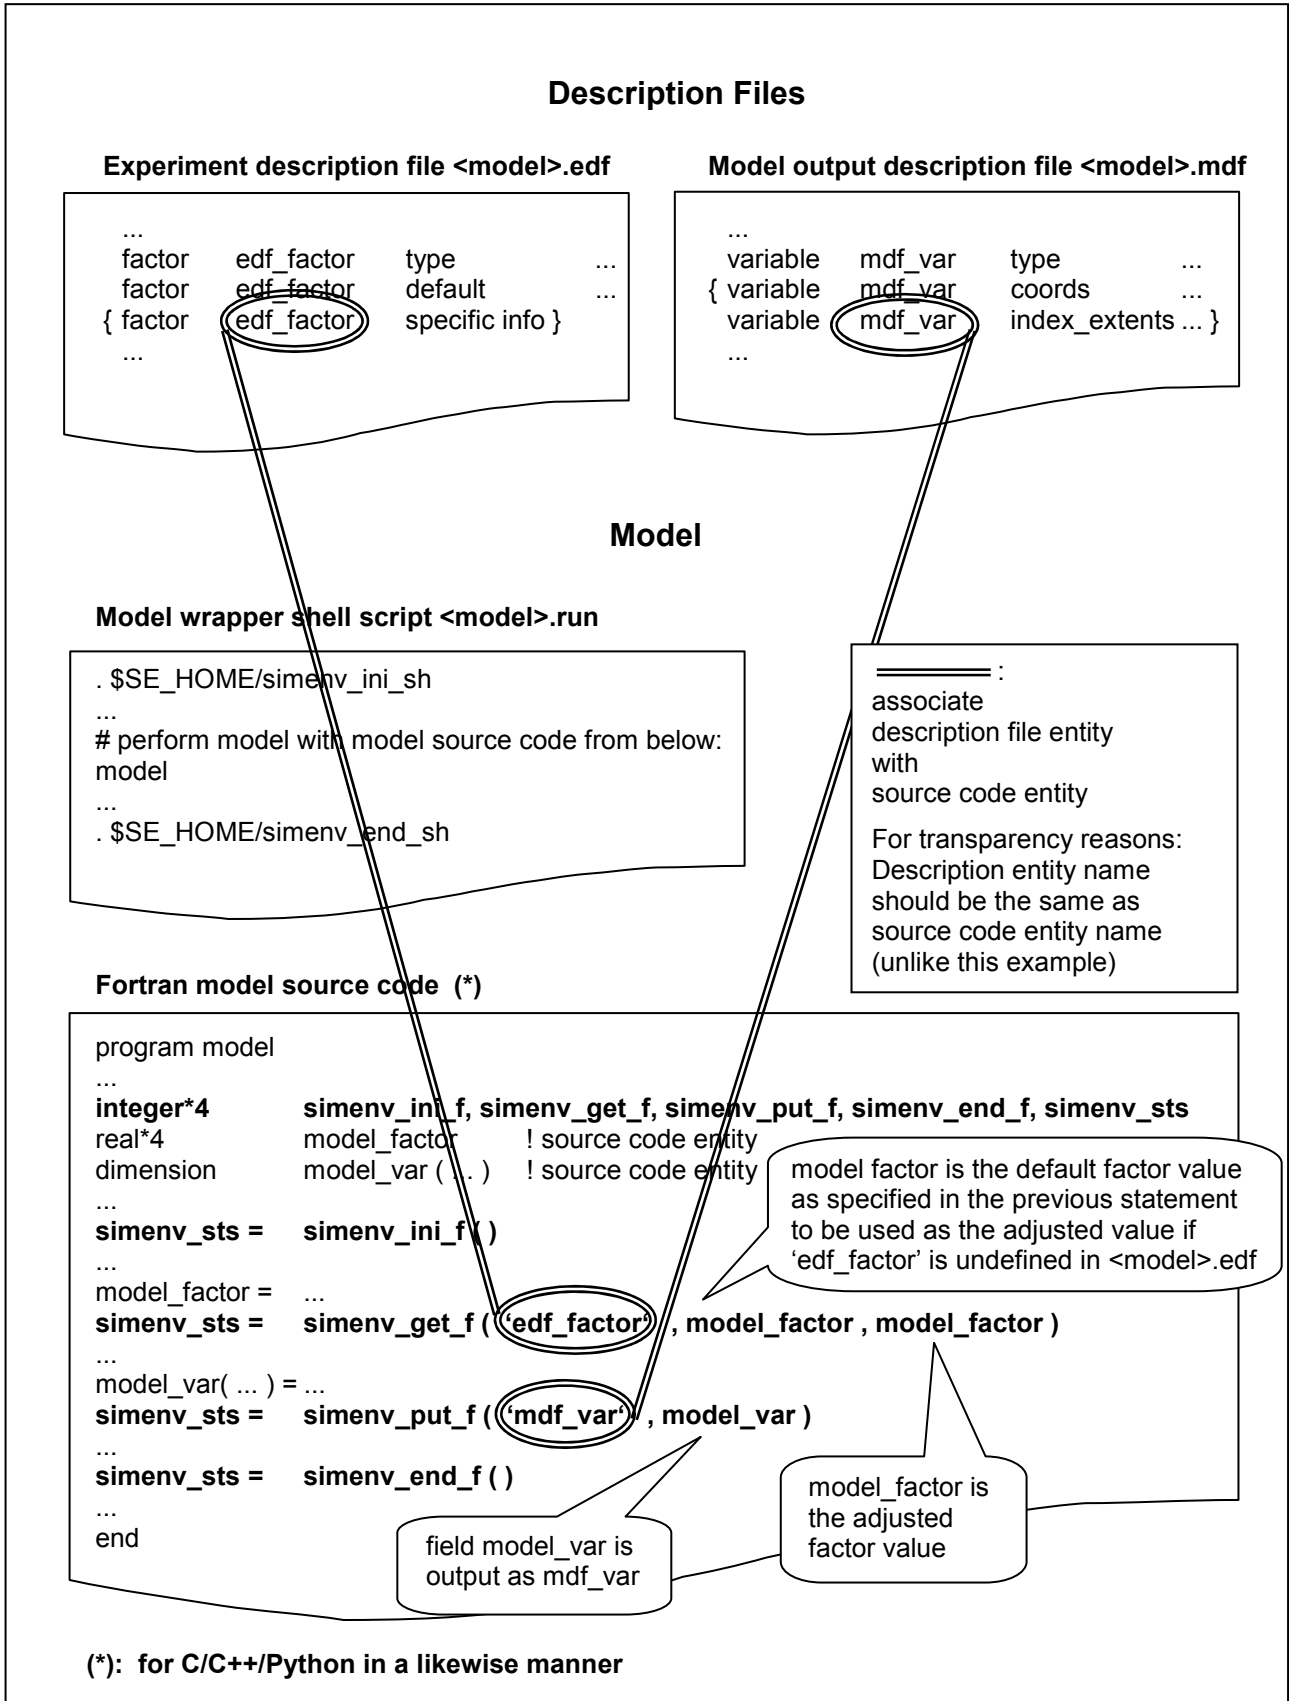 Description Files
Experiment description file <model>.edf
...
factor edf_factor type ...
factor edf_factor default ...
{ factor edf_factor specific info }
...
Model output description file <model>.mdf
...
variable mdf_var type ...
{ variable mdf_var coords ...
variable mdf_var index_extents ... }
...
Model
Model wrapper shell script <model>.run
. $SE_HOME/simenv_ini_sh
...
# perform model with model source code from below:
model
...
. $SE_HOME/simenv_end_sh
:
associate
description file entity
with
source code entity
For transparency reasons:
Description entity name
should be the same as
source code entity name
(unlike this example)
Fortran model source code (*)
program model
...
integer*4 simenv_ini_f, simenv_get_f, simenv_put_f, simenv_end_f, simenv_sts
real*4 model_factor ! source code entity
dimension model_var ( ... ) ! source code entity
...
simenv_sts = simenv_ini_f ( )
...
model_factor = ...
simenv_sts = simenv_get_f ( ‘edf_factor‘ , model_factor , model_factor )
...
model_var( ... ) = ...
simenv_sts = simenv_put_f ( ‘mdf_var‘ , model_var )
...
simenv_sts = simenv_end_f ( )
...
end
model factor is the default factor value
as specified in the previous statement
to be used as the adjusted value if
‘edf_factor’ is undefined in <model>.edf
model_factor is
the adjusted
factor value
field model_var is
output as mdf_var
(*): for C/C++/Python in a likewise manner